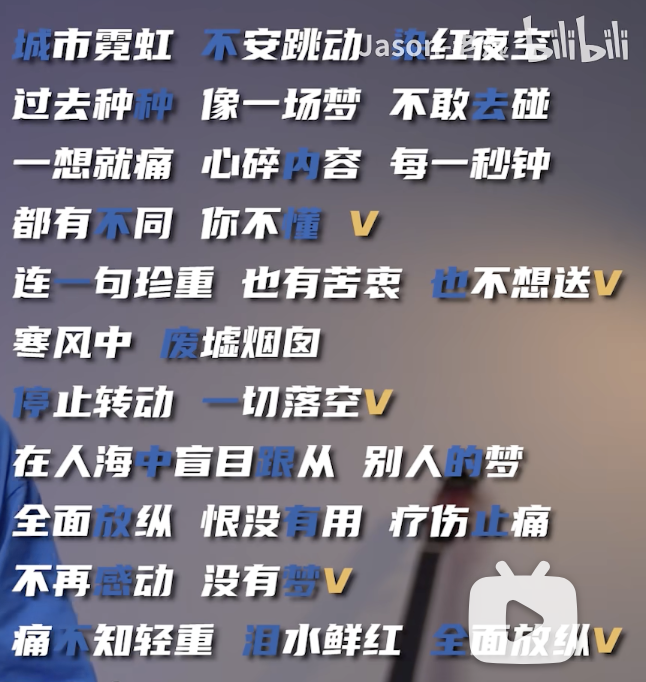 城市霓虹 不安跳动 染红夜空
Jason
bilibili
过去种种 像一场梦 不敢去碰
一想就痛 心碎内容 每一秒钟
都有不同 你不懂 V
连一句珍重 也有苦衷 也不想送V
寒风中 废墟烟囱
停止转动 一切落空V
在人海中盲目跟从 别人的梦
全面放纵 恨没有用 疗伤止痛
不再感动 没有梦V
痛不知轻重 泪水鲜红 全面放纵V